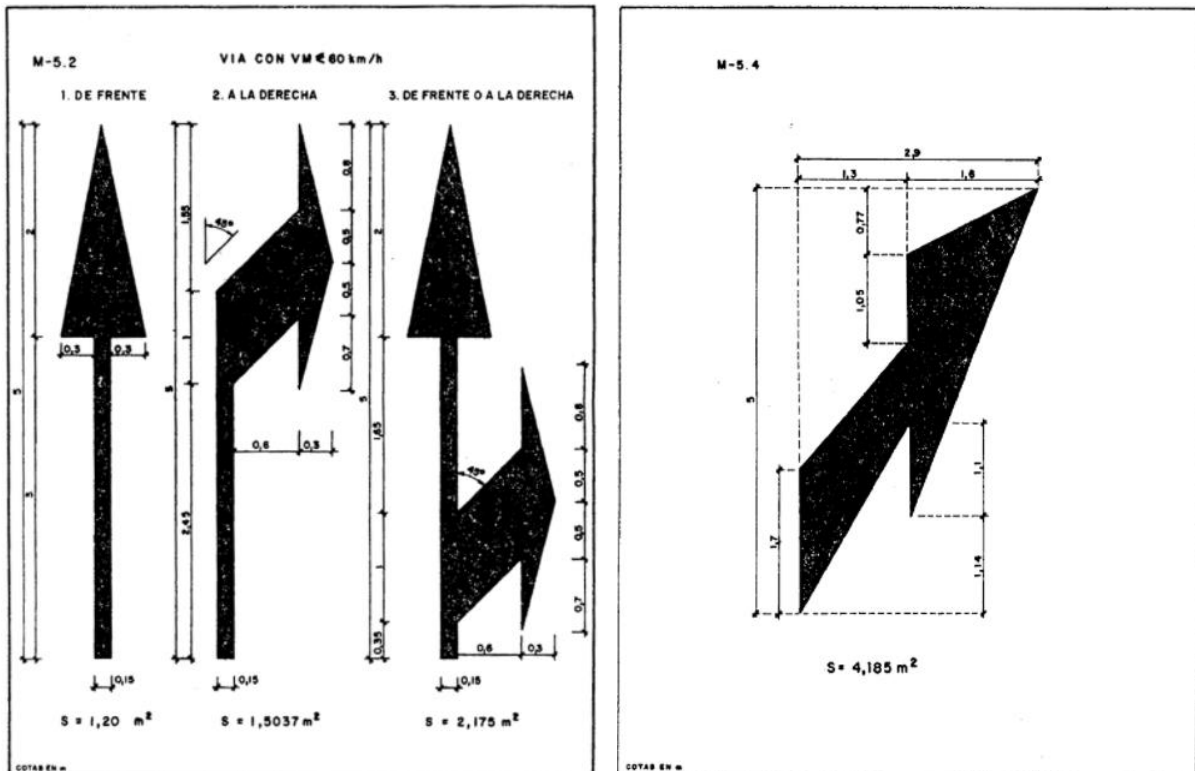 M-5.2
VIA CON VM ≤ 60 km/h
1. DE FRENTE
2. A LA DERECHA
3. DE FRENTE O A LA DERECHA
5
2
3
0,3
0,3
0,15
S = 1,20 m²
5
1,55
1
2,45
45º
0,8
0,5
0,5
0,7
0,6
0,3
0,15
S = 1,5037 m²
5
2
1,65
1
0,35
45º
0,8
0,5
0,5
0,7
0,6
0,3
0,15
S = 2,175 m²
COTAS EN m
M-5.4
2,9
1,3
1,6
0,77
1,05
5
1,7
1,1
1,14
S = 4,185 m²
COTAS EN m